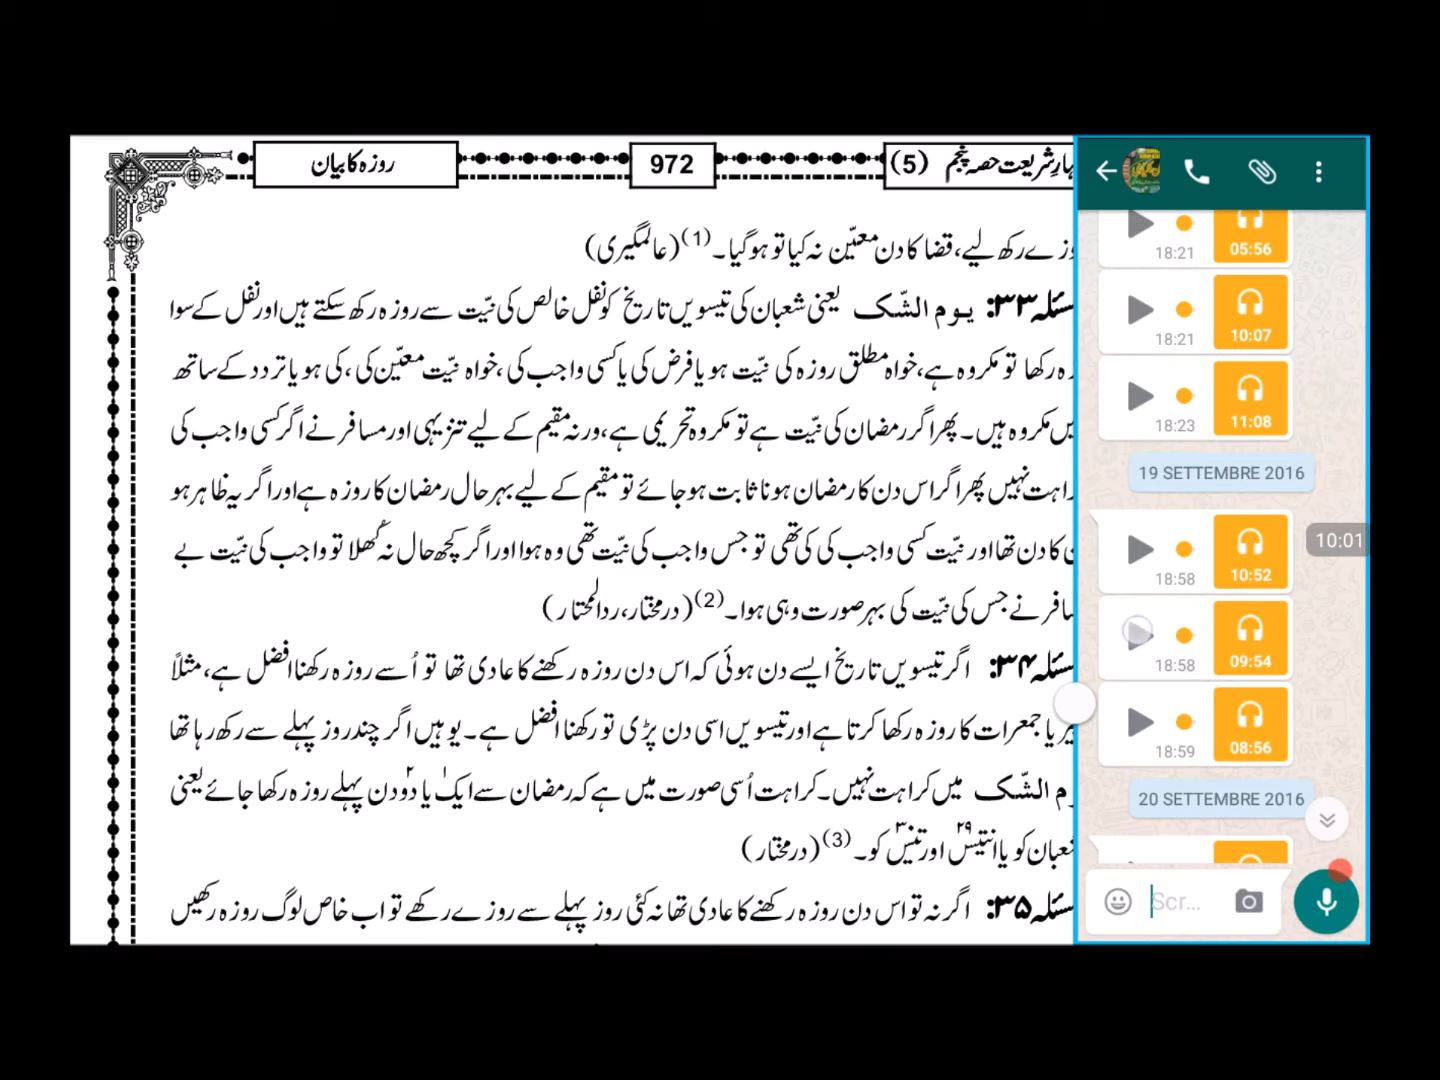 روزہ کا بیان
972
بہارِ شریعت حصہ پنجم (5)
روزے رکھ لیے، قضا کا دن معیّن نہ کیا تو ہوگیا۔ (1) (عالمگیری)
مسئلہ ۳۳: یوم الشّک یعنی شعبان کی تیسویں تاریخ کو نفل خالص کی نیّت سے روزہ رکھ سکتے ہیں اور نفل کے سوا
رکھا تو مکروہ ہے، خواہ مطلق روزہ کی نیّت ہو یا فرض کی یا کسی واجب کی، خواہ نیّت معیّن کی، کی ہو یا تردد کے ساتھ
مکروہ ہیں۔ پھر اگر رمضان کی نیّت ہے تو مکروہ تحریمی ہے، ورنہ مقیم کے لیے تنزیہی اور مسافر نے اگر کسی واجب کی
کراہت نہیں پھر اگر اس دن کا رمضان ہونا ثابت ہوجائے تو مقیم کے لیے بہرحال رمضان کا روزہ ہے اور اگر یہ ظاہر ہو
کا دن تھا اور نیّت کسی واجب کی کی تھی تو جس واجب کی نیّت تھی وہ ہوا اور اگر کچھ حال نہ کُھلا تو واجب کی نیّت بے
مسافر نے جس کی نیّت کی بہرصورت وہی ہوا۔ (2) (درمختار، ردالمحتار)
مسئلہ ۳۴: اگر تیسویں تاریخ ایسے دن ہوئی کہ اس دن روزہ رکھنے کا عادی تھا تو اُسے روزہ رکھنا افضل ہے، مثلاً
پیر یا جمعرات کا روزہ رکھا کرتا ہے اور تیسویں اسی دن پڑی تو رکھنا افضل ہے۔ یوہیں اگر چند روز پہلے سے رکھ رہا تھا
یوم الشّک میں کراہت نہیں۔ کراہت اُسی صورت میں ہے کہ رمضان سے ایک۱ یا دو۲ دن پہلے روزہ رکھا جائے یعنی
شعبان کو یا انتیس۲۹ اور تیس۳۰ کو۔ (3) (درمختار)
مسئلہ ۳۵: اگر نہ تو اس دن روزہ رکھنے کا عادی تھا نہ کئی روز پہلے سے روزے رکھے تو اب خاص لوگ روزہ رکھیں
18:21
05:56
18:21
10:07
18:23
11:08
19 SETTEMBRE 2016
18:58
10:52
10:01
18:58
09:54
18:59
08:56
20 SETTEMBRE 2016
Scr...